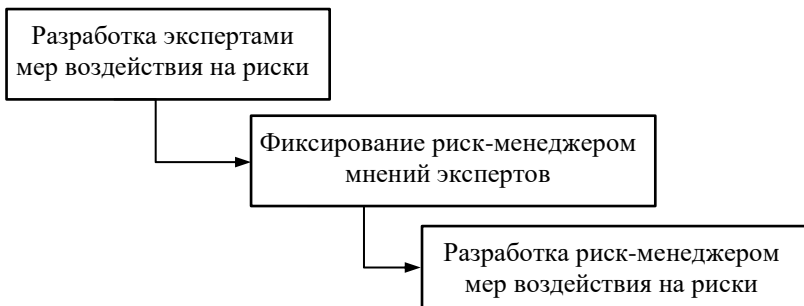 Разработка экспертами
мер воздействия на риски
Фиксирование риск-менеджером
мнений экспертов
Разработка риск-менеджером
мер воздействия на риски